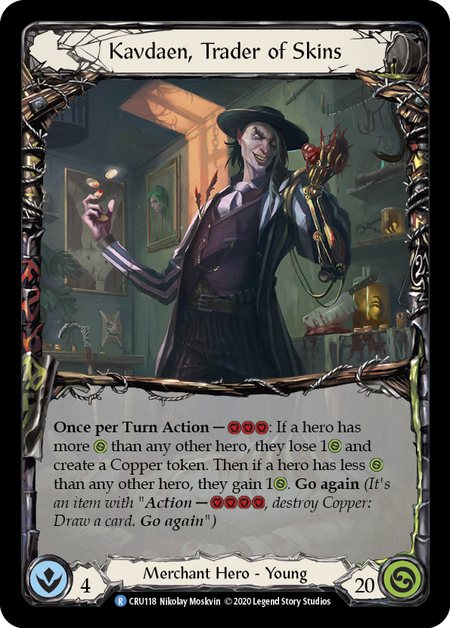 Kavdaen, Trader of Skins
Once per Turn Action — : If a hero has
more than any other hero, they lose 1 and
create a Copper token. Then if a hero has less
than any other hero, they gain 1. Go again (It's
an item with "Action — , destroy Copper:
Draw a card. Go again")
4
Merchant Hero - Young
20
R CRU118 Nikolay Moskvin © 2020 Legend Story Studios